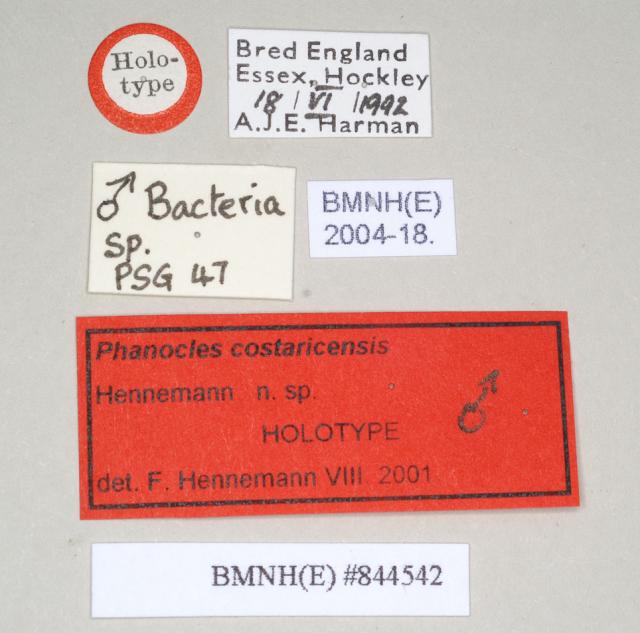 Holo-
type
Bred England
Essex, Hockley
18 / VI / 1992
A.J.E. Harman
♂ Bacteria
sp.
PSG 47
BMNH(E)
2004-18.
Phanocles costaricensis
Hennemann n. sp.
HOLOTYPE ♂
det. F. Hennemann VIII. 2001
BMNH(E) #844542